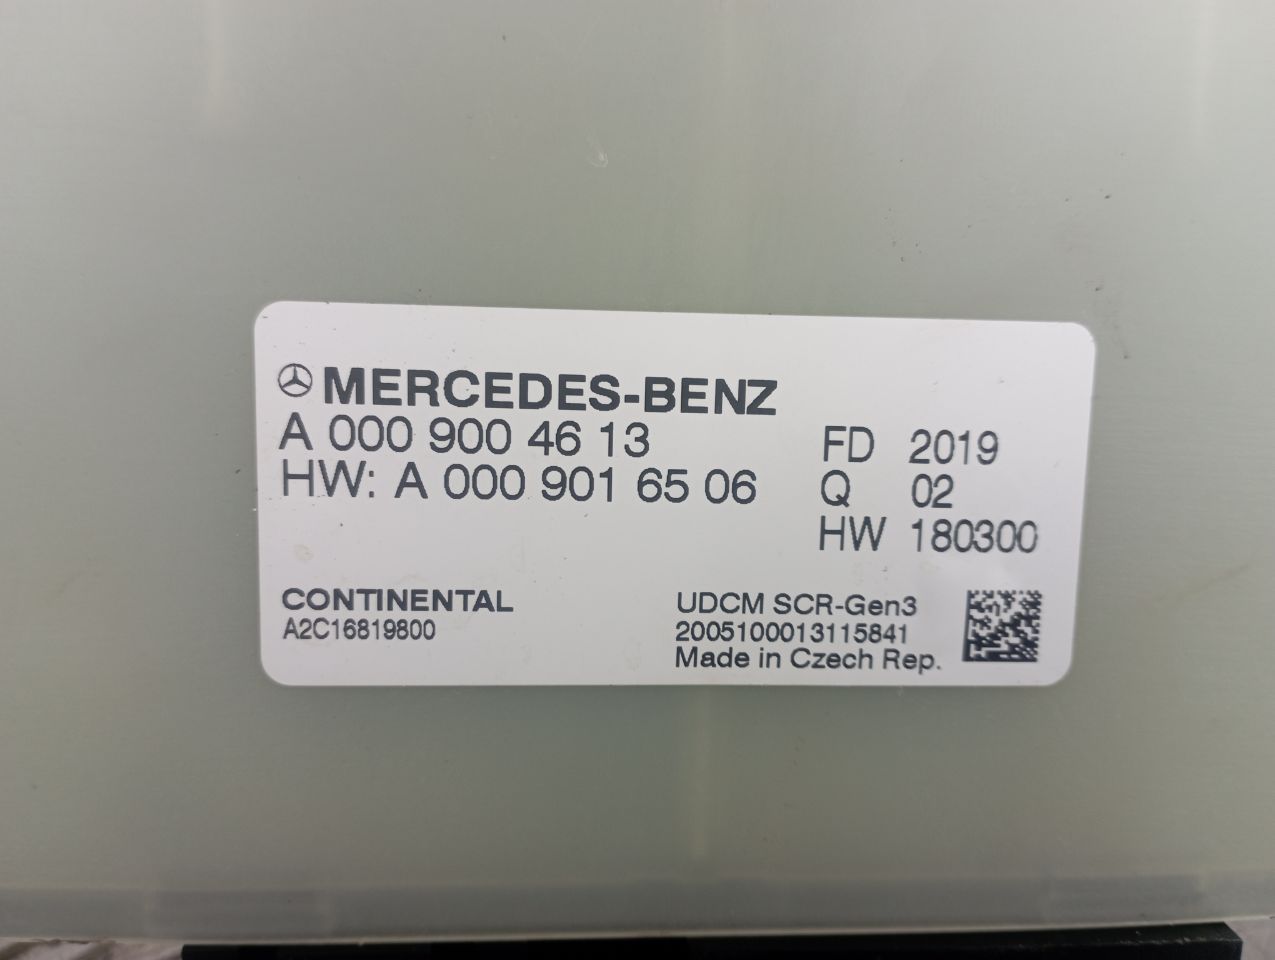 MERCEDES-BENZ
A 000 900 46 13
HW: A 000 901 65 06
FD 2019
Q 02
HW 180300
CONTINENTAL
A2C16819800
UDCM SCR-Gen3
2005100013115841
Made in Czech Rep.